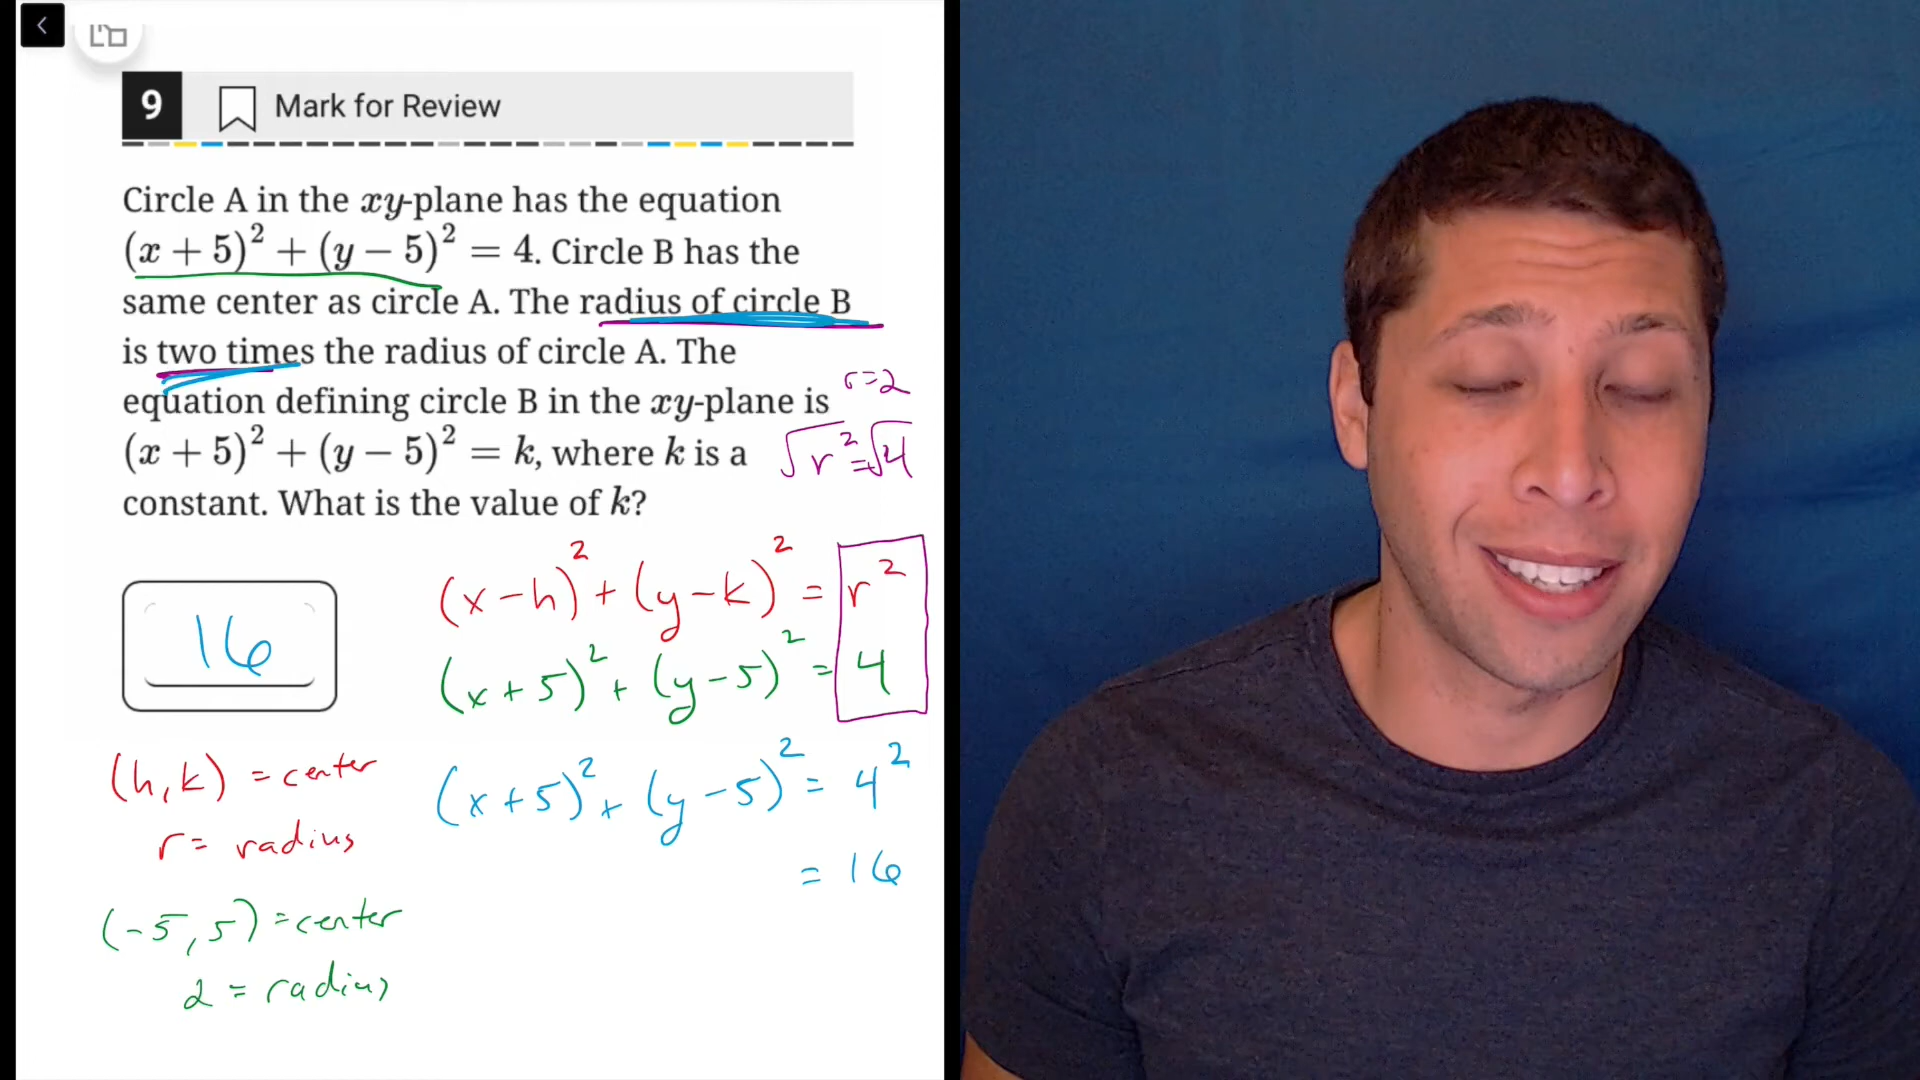 9 Mark for Review
Circle A in the xy-plane has the equation
(x + 5)² + (y − 5)² = 4. Circle B has the
same center as circle A. The radius of circle B
is two times the radius of circle A. The
equation defining circle B in the xy-plane is
(x + 5)² + (y − 5)² = k, where k is a
constant. What is the value of k?
r=2
√r² = √4
16
(x−h)² + (y−k)² = r²
(x+5)² + (y−5)² = 4
(h,k) = center
r = radius
(x+5)² + (y−5)² = 4²
= 16
(-5,5) = center
2 = radius